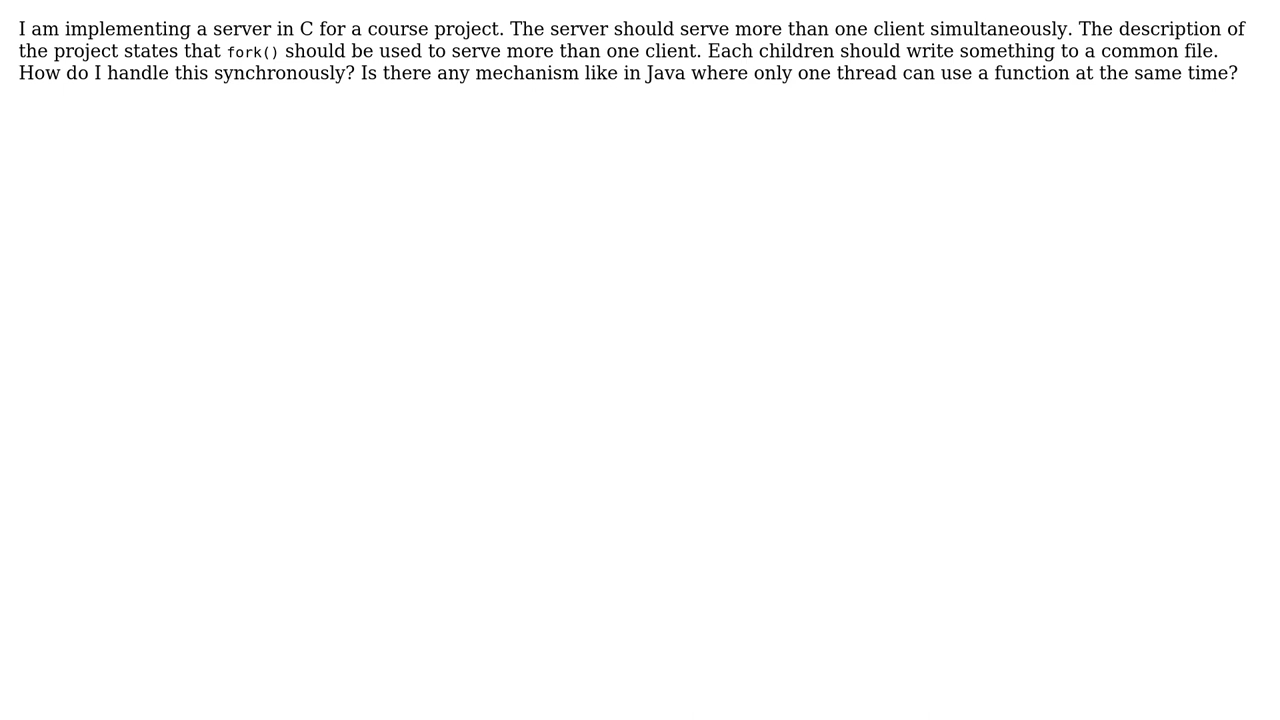 I am implementing a server in C for a course project. The server should serve more than one client simultaneously. The description of
the project states that fork() should be used to serve more than one client. Each children should write something to a common file.
How do I handle this synchronously? Is there any mechanism like in Java where only one thread can use a function at the same time?